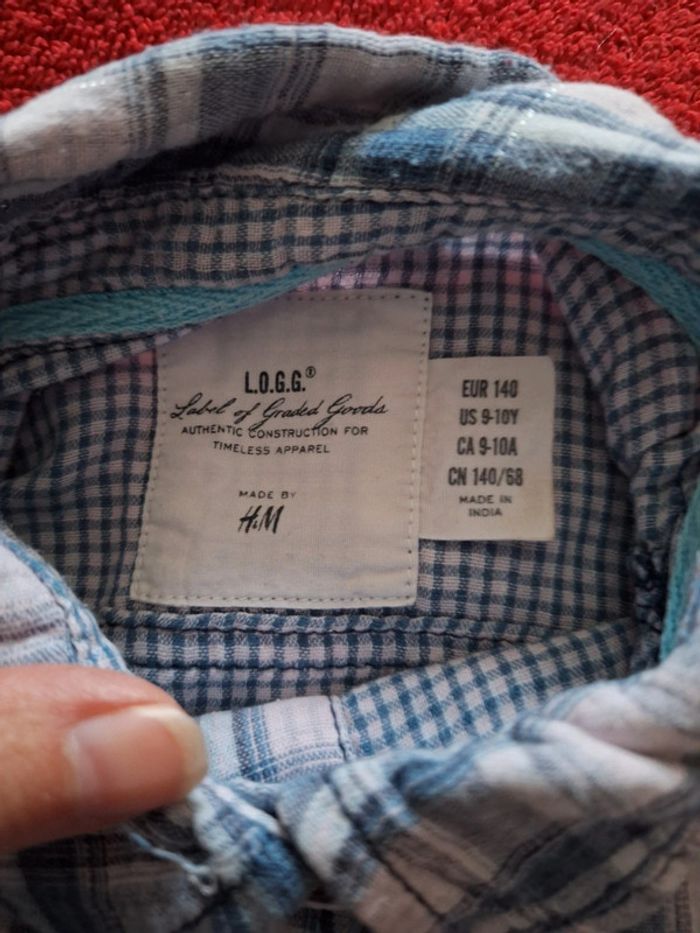 L.O.G.G.®
Label of Graded Goods
AUTHENTIC CONSTRUCTION FOR
TIMELESS APPAREL
MADE BY
H&M
EUR 140
US 9-10Y
CA 9-10A
CN 140/68
MADE IN
INDIA